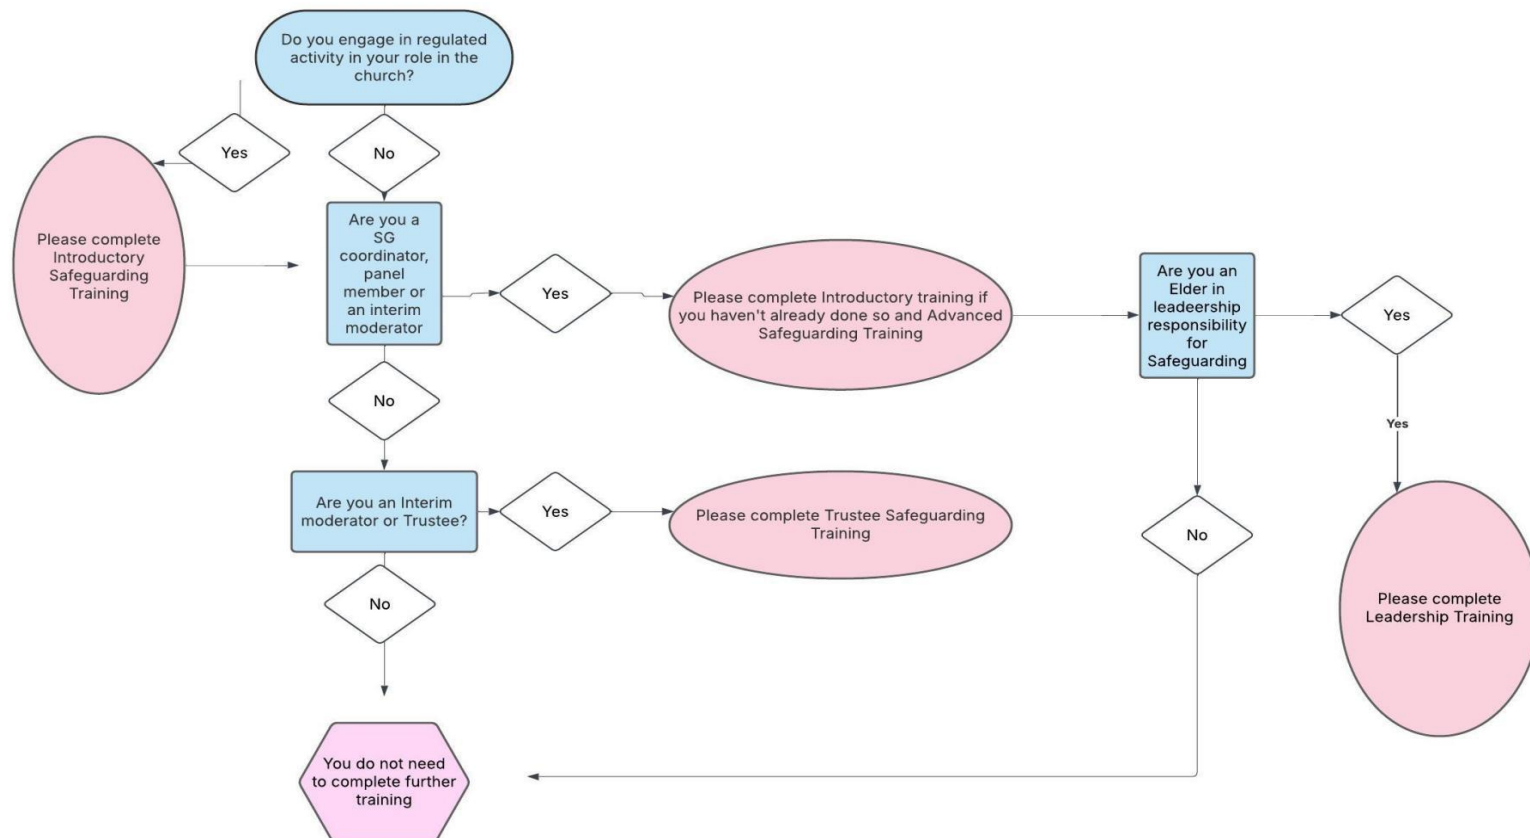 Do you engage in regulated
activity in your role in the
church?
Yes
No
Please complete
Introductory
Safeguarding
Training
Are you a
SG
coordinator,
panel
member or
an interim
moderator
Yes
Please complete Introductory training if
you haven't already done so and Advanced
Safeguarding Training
Are you an
Elder in
leadeership
responsibility
for
Safeguarding
Yes
Yes
No
Are you an Interim
moderator or Trustee?
Yes
Please complete Trustee Safeguarding
Training
No
Please complete
Leadership Training
No
You do not need
to complete further
training